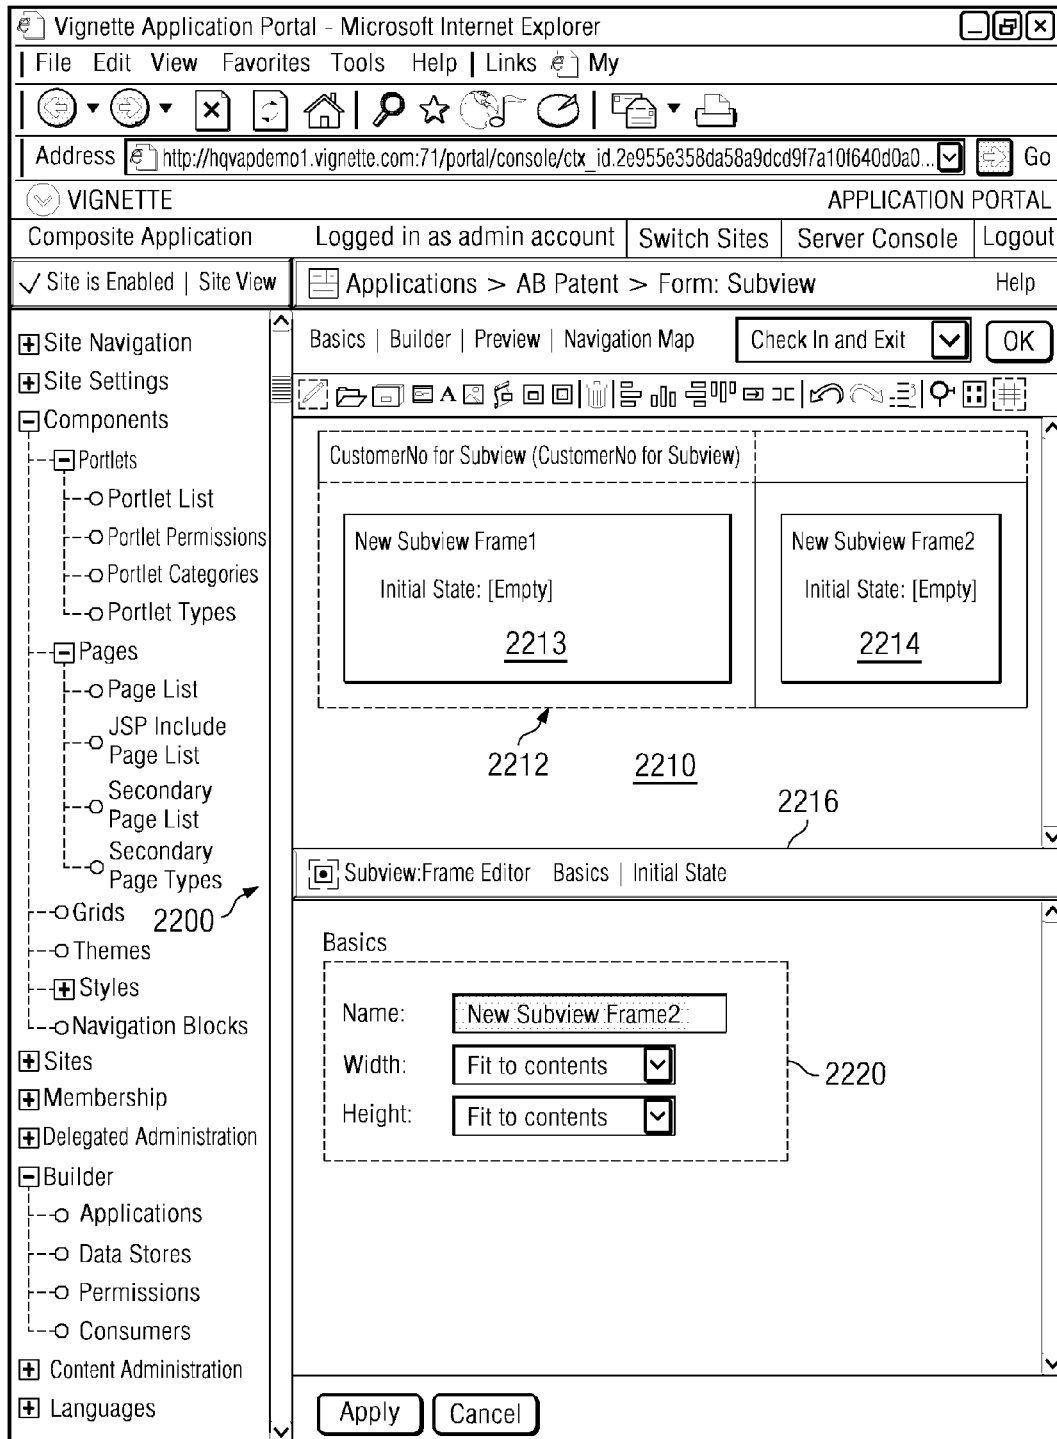 Vignette Application Portal - Microsoft Internet Explorer
File Edit View Favorites Tools Help | Links My
Address http://hqvapdemo1.vignette.com:71/portal/console/ctx_id.2e955e358da58a9dcd9f7a10f640d0a0... Go
VIGNETTE APPLICATION PORTAL
Composite Application Logged in as admin account | Switch Sites | Server Console | Logout
Site is Enabled | Site View
Applications > AB Patent > Form: Subview Help
Site Navigation
Site Settings
Components
Portlets
Portlet List
Portlet Permissions
Portlet Categories
Portlet Types
Pages
Page List
JSP Include
Page List
Secondary
Page List
Secondary
Page Types
Grids
2200
Themes
Styles
Navigation Blocks
Sites
Membership
Delegated Administration
Builder
Applications
Data Stores
Permissions
Consumers
Content Administration
Languages
Basics | Builder | Preview | Navigation Map Check In and Exit OK
A
CustomerNo for Subview (CustomerNo for Subview)
New Subview Frame1
Initial State: [Empty]
2213
New Subview Frame2
Initial State: [Empty]
2214
2212
2210
2216
Subview:Frame Editor Basics | Initial State
Basics
Name: New Subview Frame2
Width: Fit to contents
Height: Fit to contents
2220
Apply Cancel